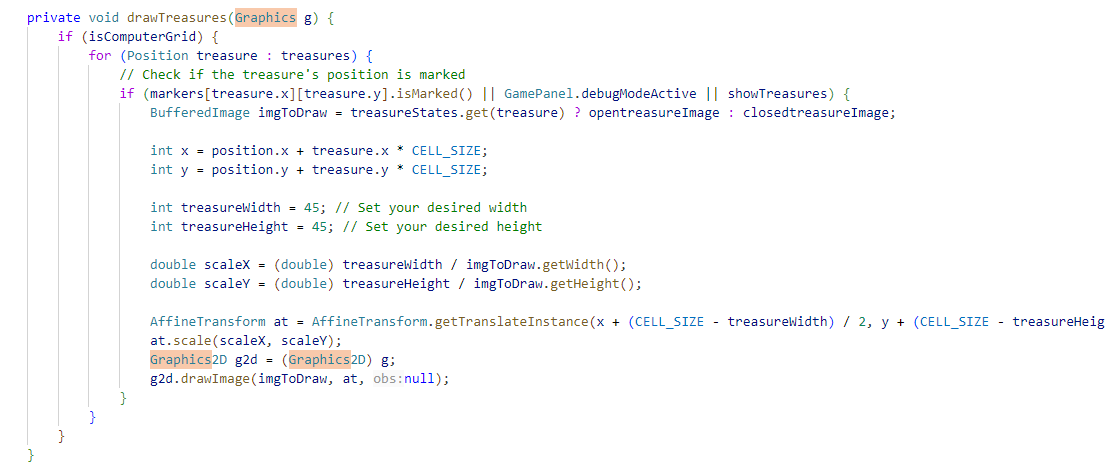 private void drawTreasures(Graphics g) {
if (isComputerGrid) {
for (Position treasure : treasures) {
// Check if the treasure's position is marked
if (markers[treasure.x][treasure.y].isMarked() || GamePanel.debugModeActive || showTreasures) {
BufferedImage imgToDraw = treasureStates.get(treasure) ? opentreasureImage : closedtreasureImage;
int x = position.x + treasure.x * CELL_SIZE;
int y = position.y + treasure.y * CELL_SIZE;
int treasureWidth = 45; // Set your desired width
int treasureHeight = 45; // Set your desired height
double scaleX = (double) treasureWidth / imgToDraw.getWidth();
double scaleY = (double) treasureHeight / imgToDraw.getHeight();
AffineTransform at = AffineTransform.getTranslateInstance(x + (CELL_SIZE - treasureWidth) / 2, y + (CELL_SIZE - treasureHeig
at.scale(scaleX, scaleY);
Graphics2D g2d = (Graphics2D) g;
g2d.drawImage(imgToDraw, at, obs:null);
}
}
}
}